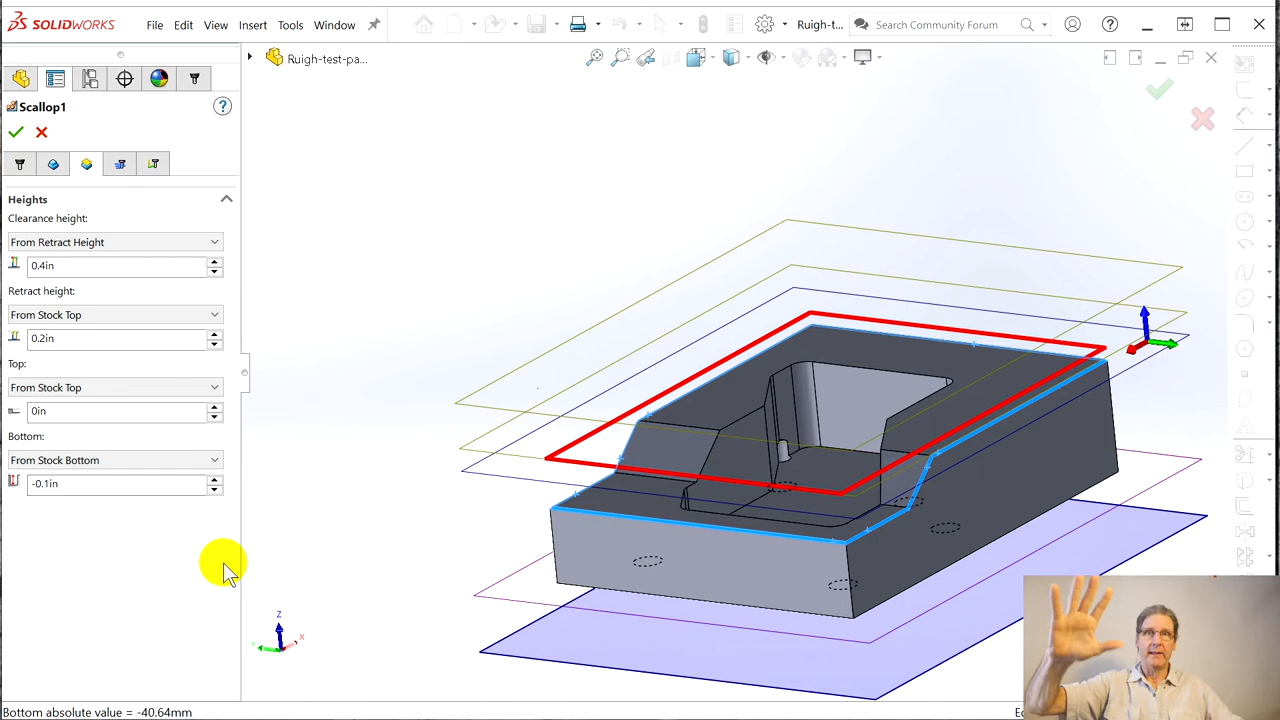 SOLIDWORKS File Edit View Insert Tools Window Ruigh-t... Search Community Forum
Ruigh-test-pa...
Scallop1
Heights
Clearance height:
From Retract Height
0.4in
Retract height:
From Stock Top
0.2in
Top:
From Stock Top
0in
Bottom:
From Stock Bottom
-0.1in
Z
Y
X
Bottom absolute value = -40.64mm